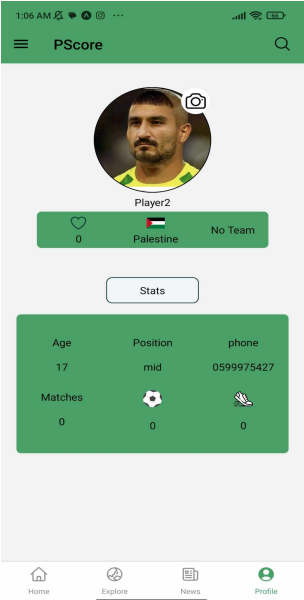 1:06 AM
66
PScore
Player2
0
Palestine
No Team
Stats
Age Position phone
17 mid 0599975427
Matches
0 0 0
Home Explore News Profile